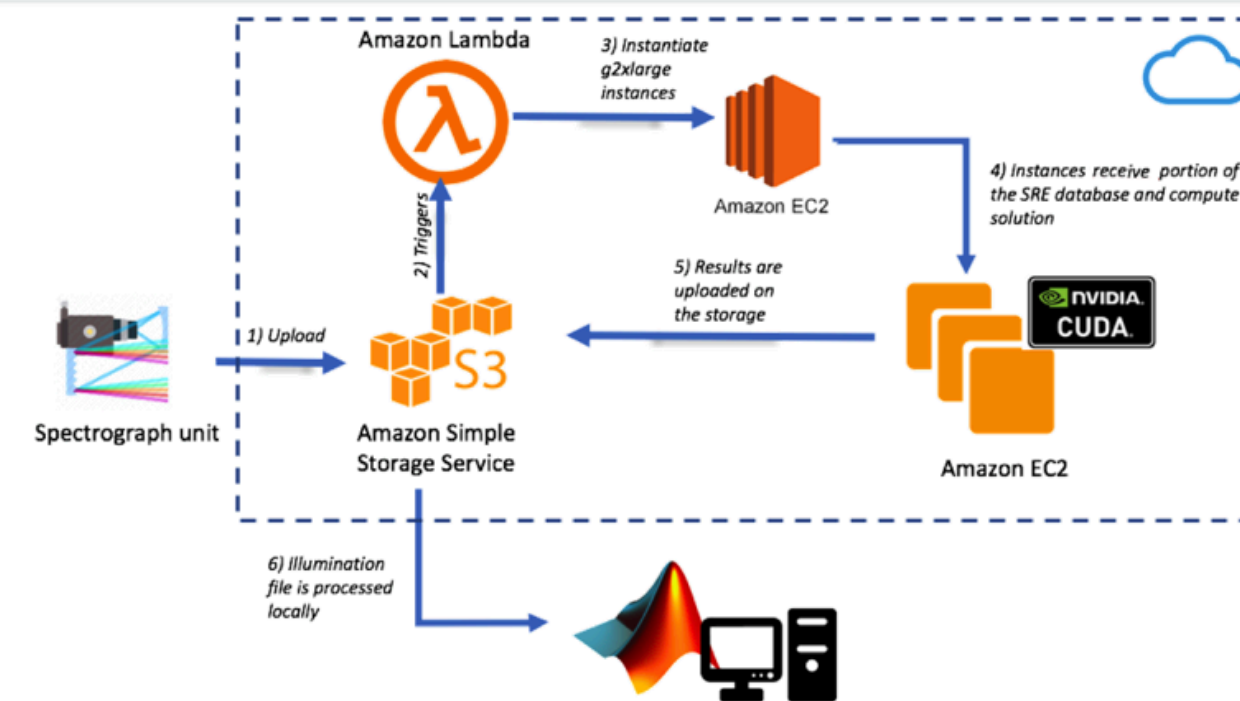 Amazon Lambda
3) Instantiate
g2xlarge
instances
Amazon EC2
4) Instances receive portion of
the SRE database and compute
solution
2) Triggers
5) Results are
uploaded on
the storage
NVIDIA.
CUDA.
1) Upload
S3
Spectrograph unit
Amazon Simple
Storage Service
Amazon EC2
6) Illumination
file is processed
locally